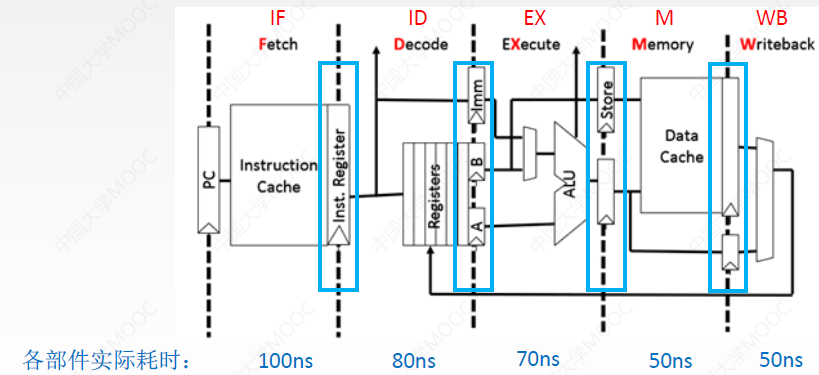 IF ID EX M WB
Fetch Decode EXecute Memory Writeback
PC
Instruction
Cache
Inst. Register
Registers
Imm
B
A
ALU
Store
Data
Cache
各部件实际耗时： 100ns 80ns 70ns 50ns 50ns
中国大学MOOC